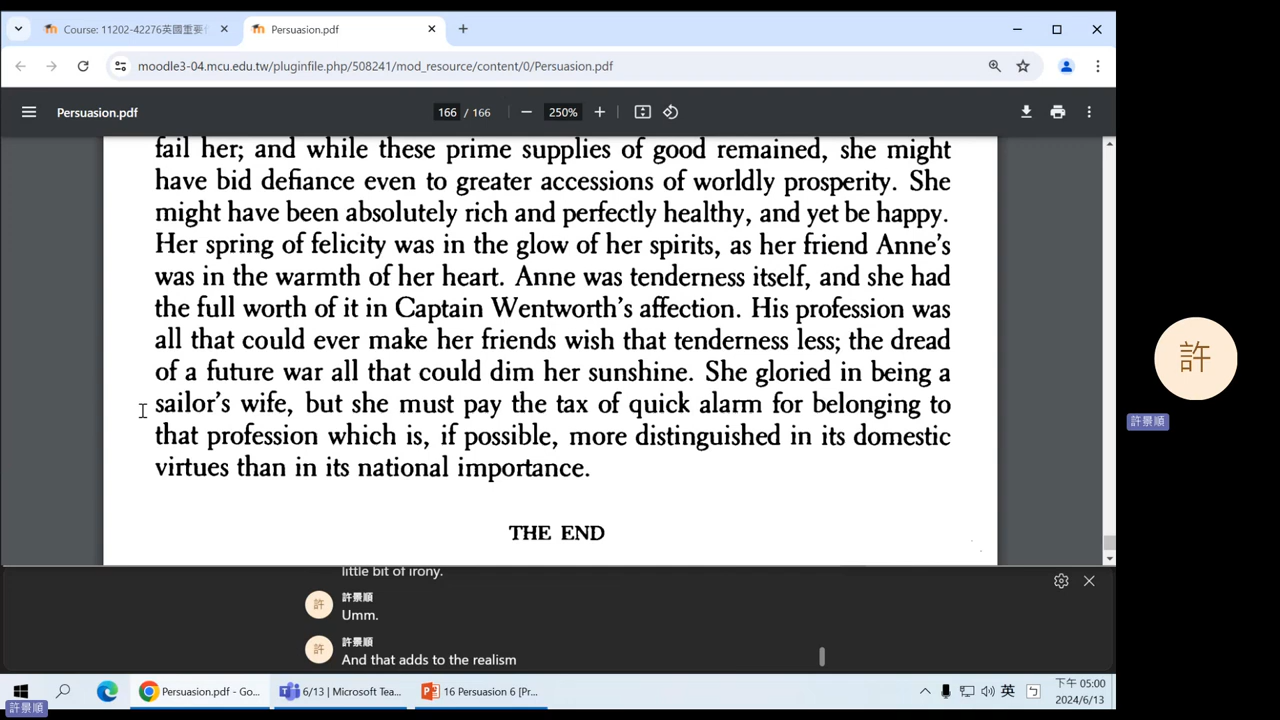 Course: 11202-42276英國重要
Persuasion.pdf
moodle3-04.mcu.edu.tw/pluginfile.php/508241/mod_resource/content/0/Persuasion.pdf
Persuasion.pdf
166 / 166
250%
fail her; and while these prime supplies of good remained, she might
have bid defiance even to greater accessions of worldly prosperity. She
might have been absolutely rich and perfectly healthy, and yet be happy.
Her spring of felicity was in the glow of her spirits, as her friend Anne's
was in the warmth of her heart. Anne was tenderness itself, and she had
the full worth of it in Captain Wentworth's affection. His profession was
all that could ever make her friends wish that tenderness less; the dread
of a future war all that could dim her sunshine. She gloried in being a
sailor's wife, but she must pay the tax of quick alarm for belonging to
that profession which is, if possible, more distinguished in its domestic
virtues than in its national importance.
THE END
許
許景順
little bit of irony.
許
許景順
Umm.
許
許景順
And that adds to the realism
Persuasion.pdf - Go...
6/13 | Microsoft Tea...
16 Persuasion 6 [Pr...
英
下午 05:00
2024/6/13
許景順